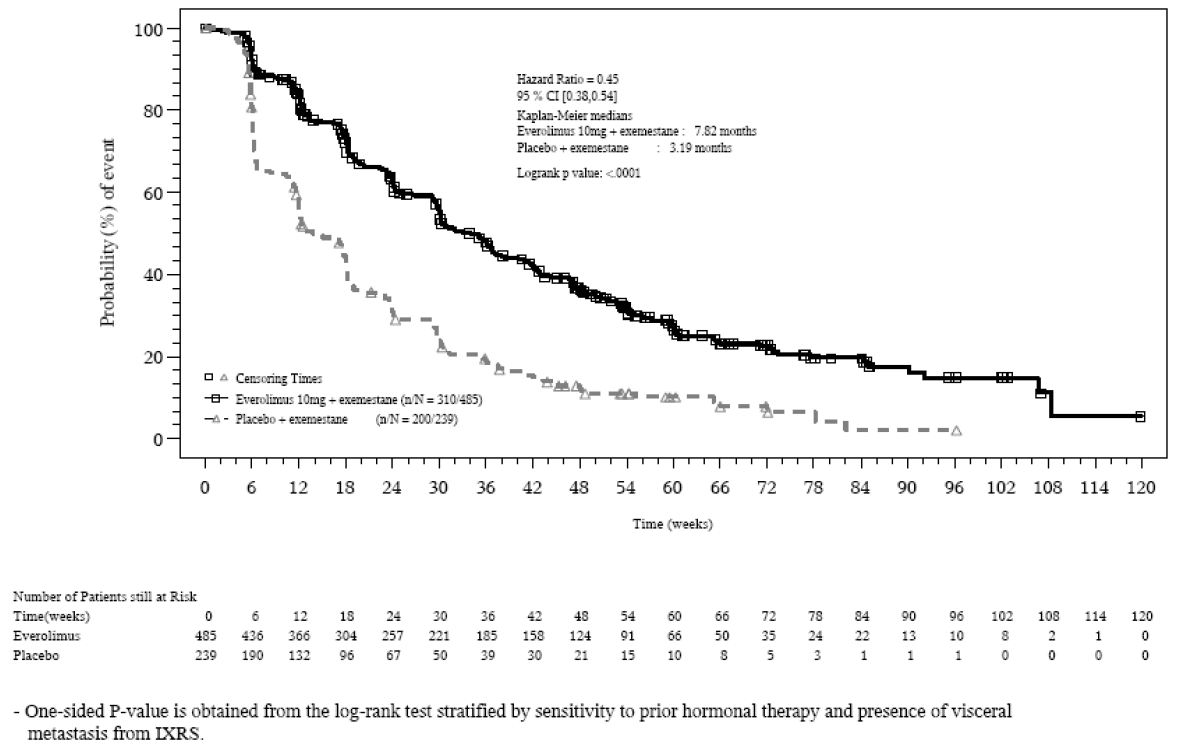 Probability (%) of event
100
80
60
40
20
0
Hazard Ratio = 0.45
95 % CI [0.38,0.54]
Kaplan-Meier medians
Everolimus 10mg + exemestane : 7.82 months
Placebo + exemestane : 3.19 months
Logrank p value: <.0001
Censoring Times
Everolimus 10mg + exemestane (n/N = 310/485)
Placebo + exemestane (n/N = 200/239)
0 6 12 18 24 30 36 42 48 54 60 66 72 78 84 90 96 102 108 114 120
Time (weeks)
Number of Patients still at Risk
Time(weeks) 0 6 12 18 24 30 36 42 48 54 60 66 72 78 84 90 96 102 108 114 120
Everolimus 485 436 366 304 257 221 185 158 124 91 66 50 35 24 22 13 10 8 2 1 0
Placebo 239 190 132 96 67 50 39 30 21 15 10 8 5 3 1 1 1 0 0 0 0
- One-sided P-value is obtained from the log-rank test stratified by sensitivity to prior hormonal therapy and presence of visceral
metastasis from IXRS.